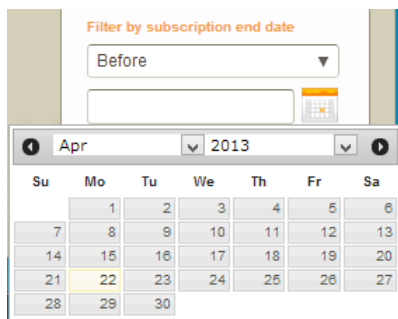 Filter by subscription end date
Before
Apr 2013
Su Mo Tu We Th Fr Sa
1 2 3 4 5 6
7 8 9 10 11 12 13
14 15 16 17 18 19 20
21 22 23 24 25 26 27
28 29 30